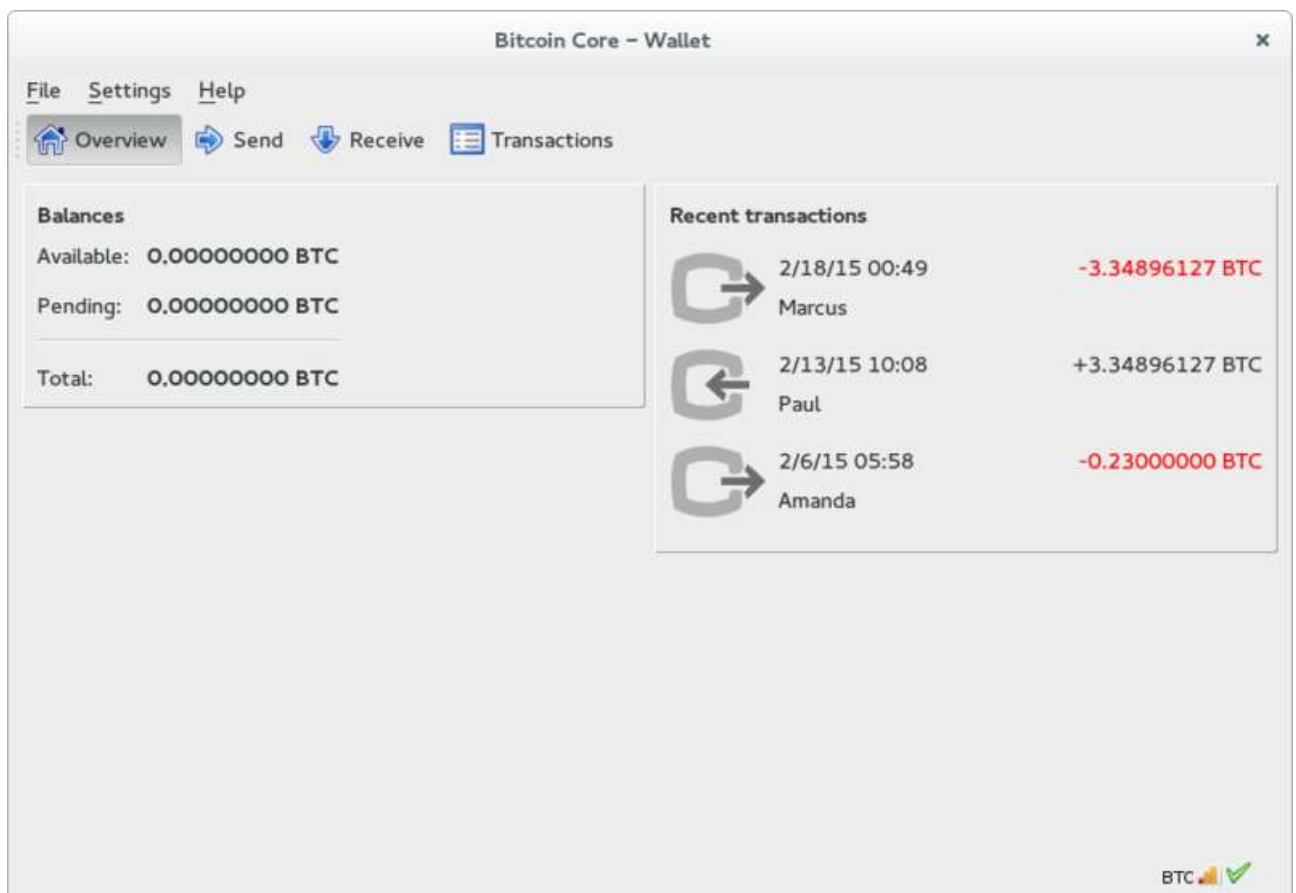 Bitcoin Core – Wallet
File Settings Help
Overview Send Receive Transactions
Balances
Available: 0.00000000 BTC
Pending: 0.00000000 BTC
Total: 0.00000000 BTC
Recent transactions
2/18/15 00:49 -3.34896127 BTC
Marcus
2/13/15 10:08 +3.34896127 BTC
Paul
2/6/15 05:58 -0.23000000 BTC
Amanda
BTC